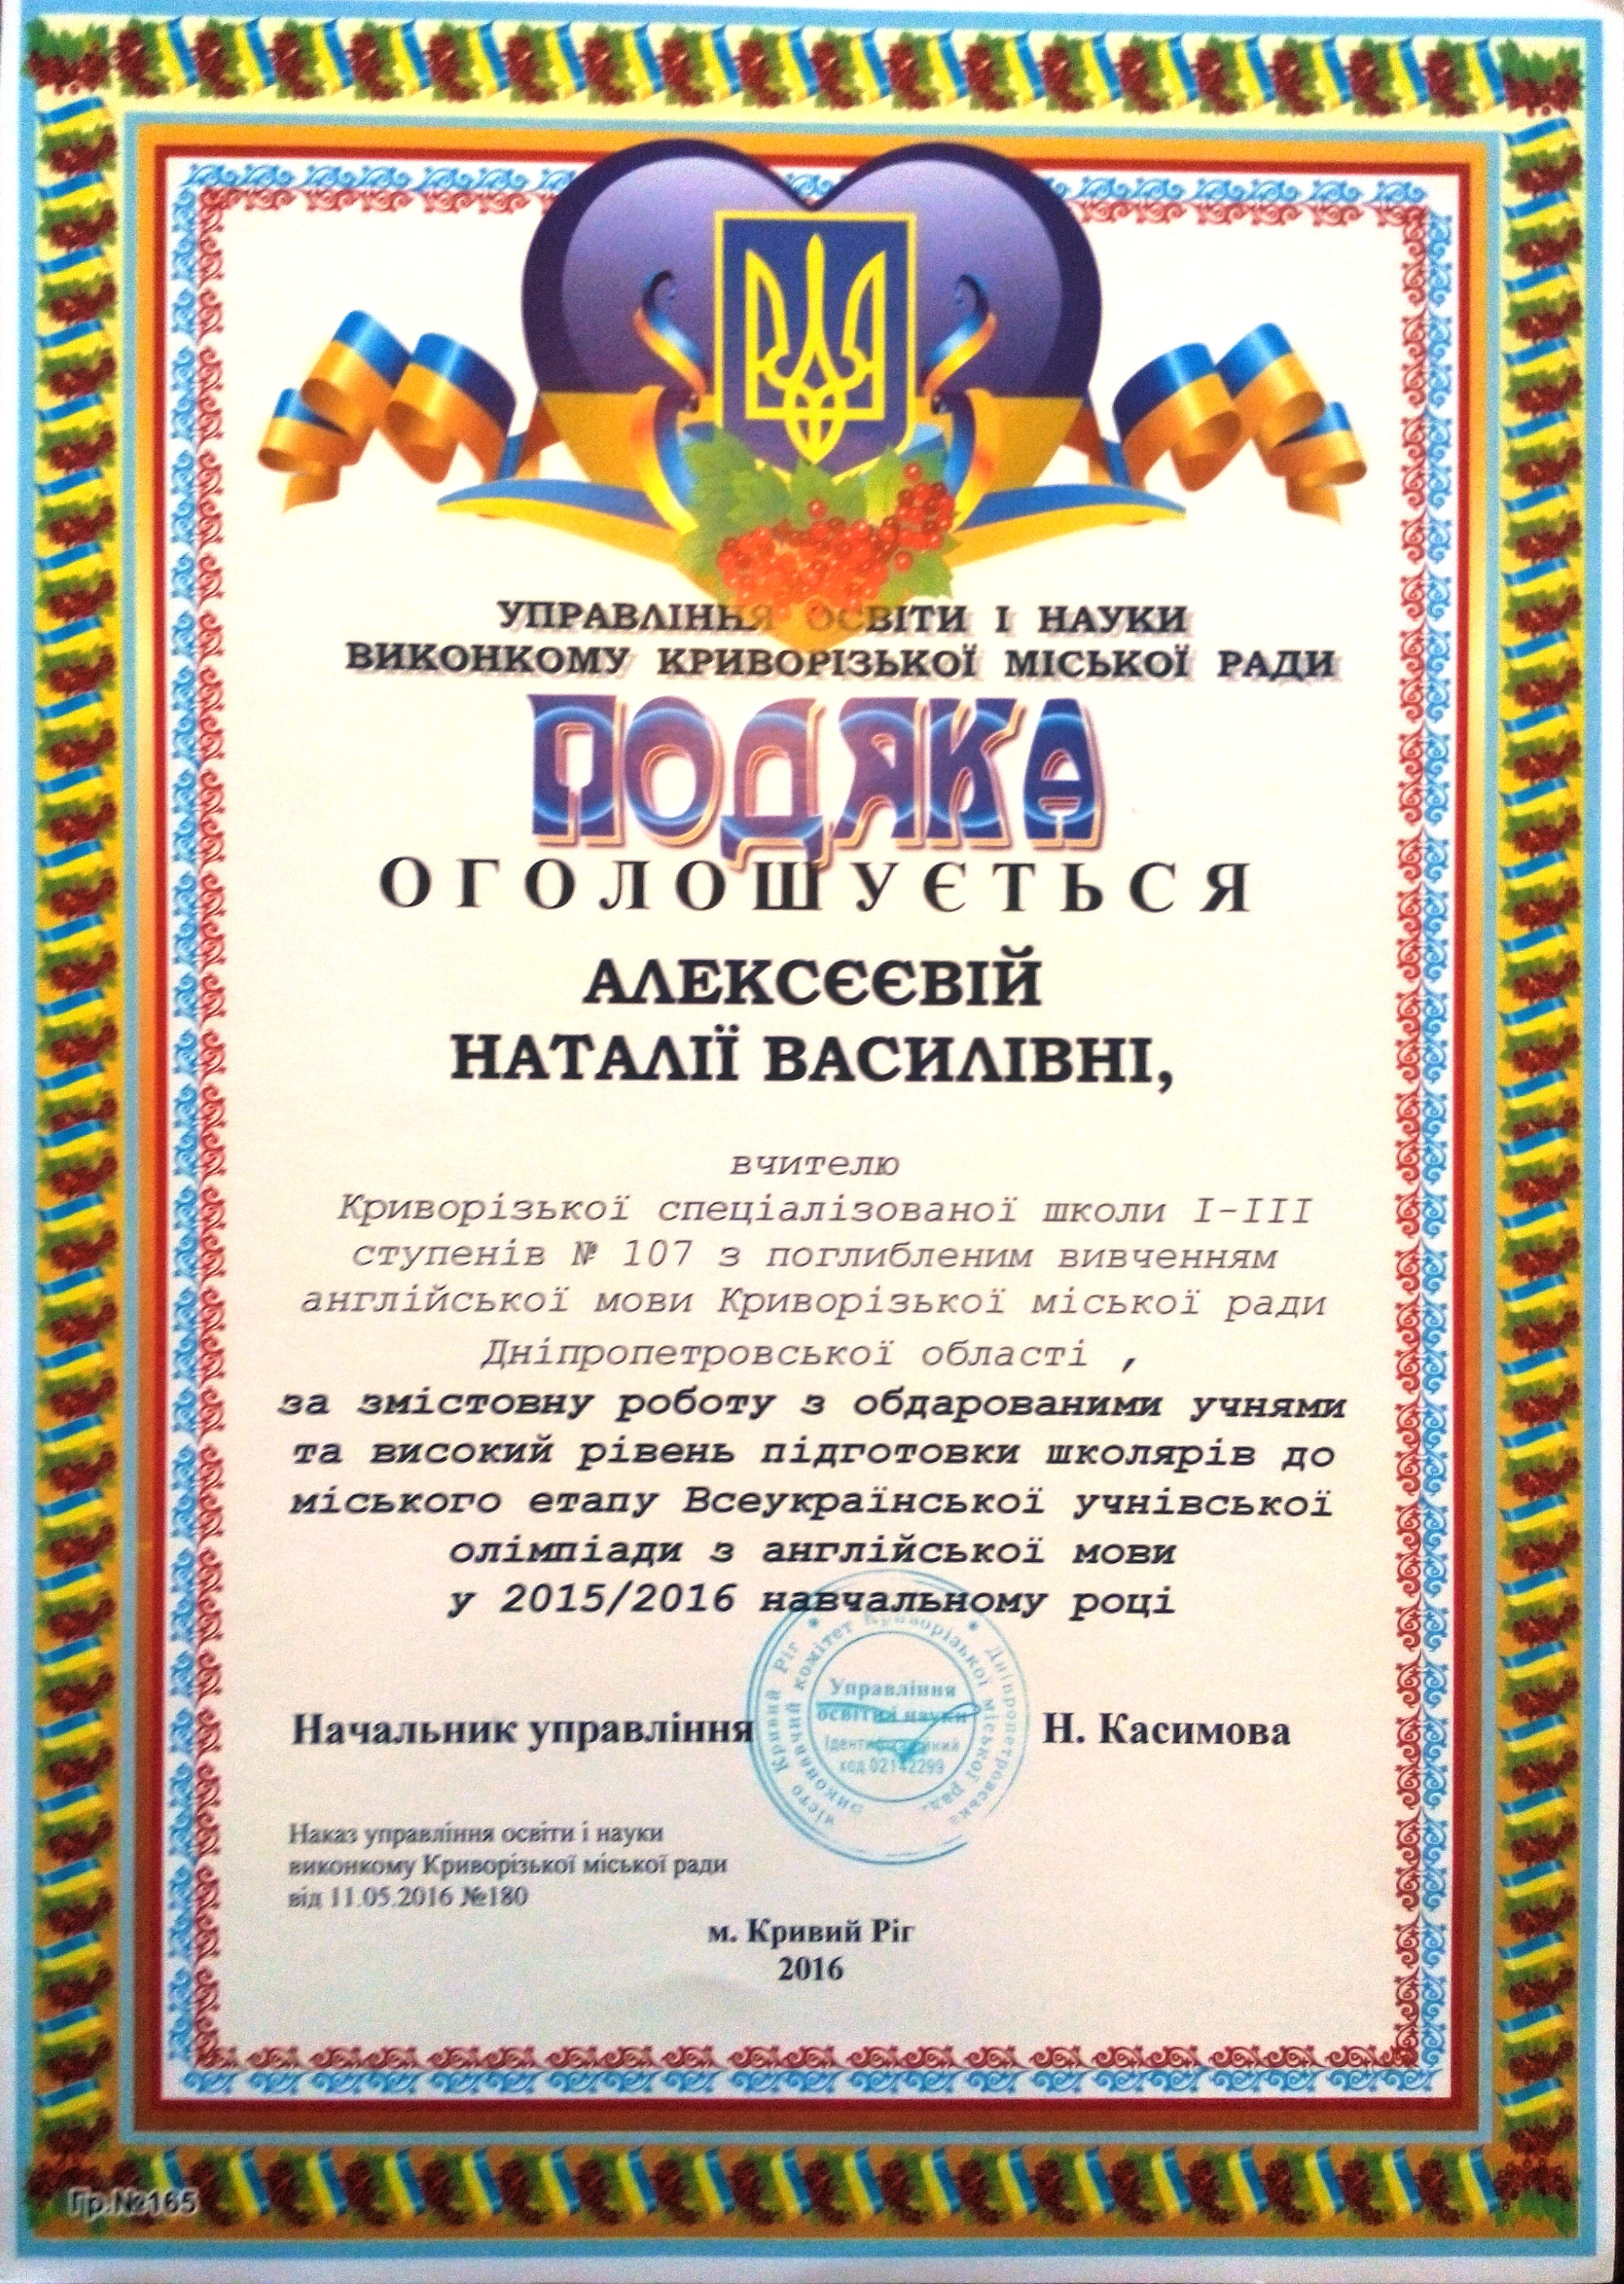 УПРАВЛІННЯ ОСВІТИ І НАУКИ
ВИКОНКОМУ КРИВОРІЗЬКОЇ МІСЬКОЇ РАДИ
ПОДЯКА
ОГОЛОШУЄТЬСЯ
АЛЕКСЄЄВІЙ
НАТАЛІЇ ВАСИЛІВНІ,
вчителю
Криворізької спеціалізованої школи І-ІІІ
ступенів № 107 з поглибленим вивченням
англійської мови Криворізької міської ради
Дніпропетровської області ,
за змістовну роботу з обдарованими учнями
та високий рівень підготовки школярів до
міського етапу Всеукраїнської учнівської
олімпіади з англійської мови
у 2015/2016 навчальному році
Начальник управління
Н. Касимова
місто Кривий Ріг * Дніпропетровська
виконавчий комітет Криворізької міської ради
Управління
освіти і науки
Ідентифікаційний
код 02142299
Наказ управління освіти і науки
виконкому Криворізької міської ради
від 11.05.2016 №180
м. Кривий Ріг
2016
Гр.№165